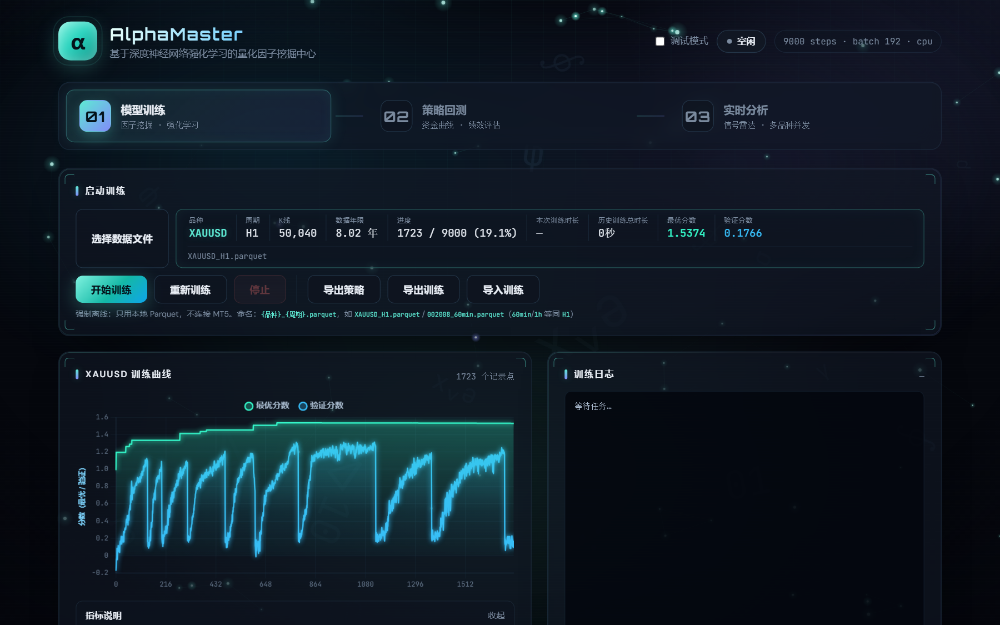 α
AlphaMaster
基于深度神经网络强化学习的量化因子挖掘中心
调试模式
空闲
9000 steps · batch 192 · cpu
01
模型训练
因子挖掘 · 强化学习
02
策略回测
资金曲线 · 绩效评估
03
实时分析
信号雷达 · 多品种并发
启动训练
选择数据文件
品种
XAUUSD
周期
H1
K线
50,040
数据年限
8.02 年
进度
1723 / 9000 (19.1%)
本次训练时长
—
历史训练总时长
0秒
最优分数
1.5374
验证分数
0.1766
XAUUSD_H1.parquet
开始训练
重新训练
停止
导出策略
导出训练
导入训练
强制离线：只用本地 Parquet，不连接 MT5。命名：{品种}_{周期}.parquet，如 XAUUSD_H1.parquet / 002008_60min.parquet（60min/1h 等同 H1）
XAUUSD 训练曲线
1723 个记录点
最优分数
验证分数
分数（最优 / 验证）
1.6
1.4
1.2
1.0
0.8
0.6
0.4
0.2
0
-0.2
0
216
432
648
864
1080
1296
1512
指标说明
收起
训练日志
—
等待任务…